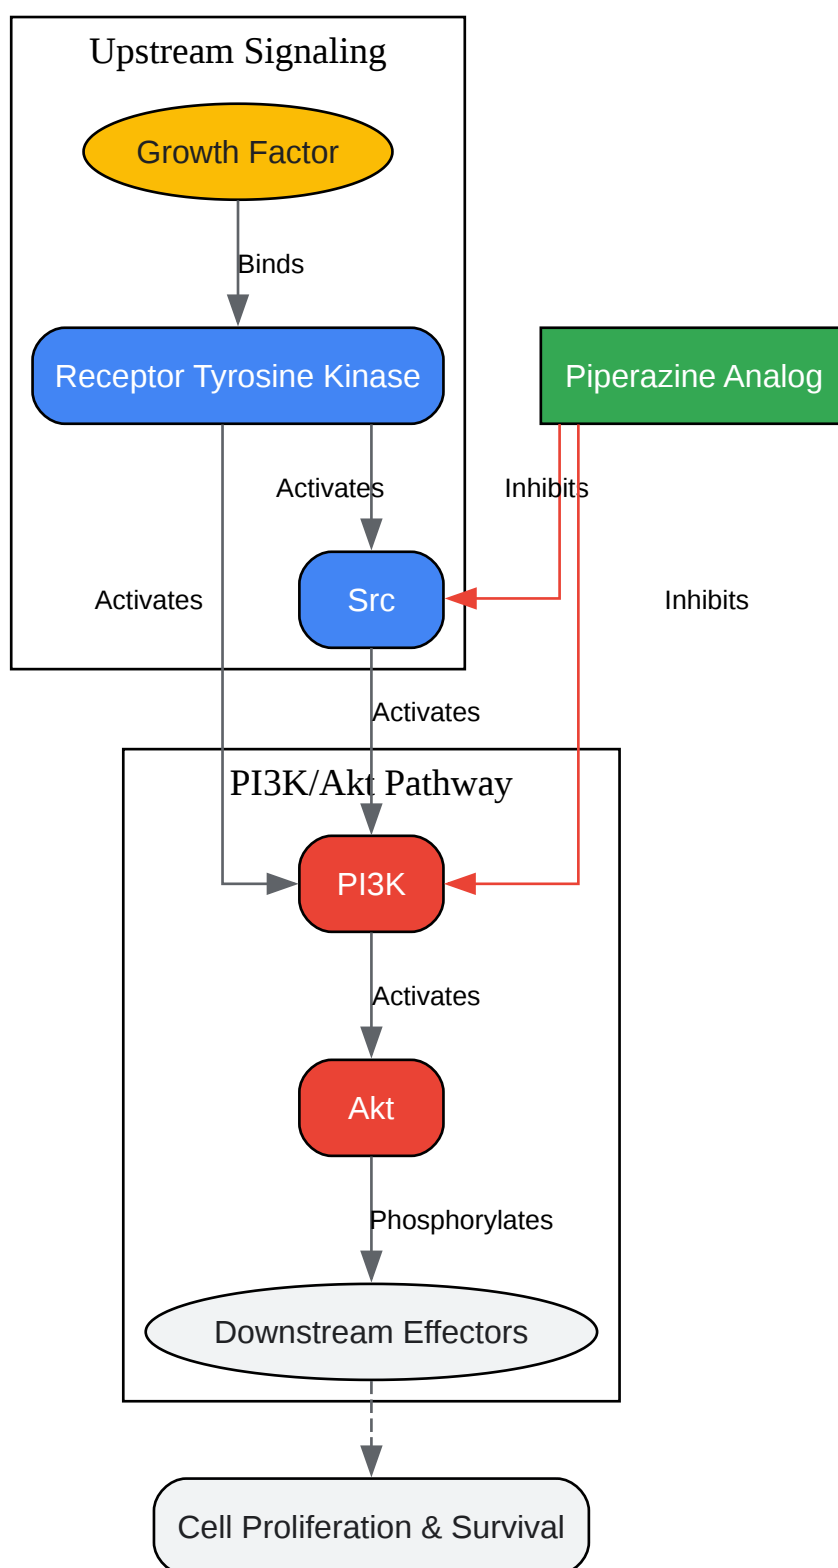 Upstream Signaling
Growth Factor
Binds
Receptor Tyrosine Kinase
Piperazine Analog
Activates
Inhibits
Activates
Src
Inhibits
Activates
PI3K/Akt Pathway
PI3K
Activates
Akt
Phosphorylates
Downstream Effectors
Cell Proliferation & Survival